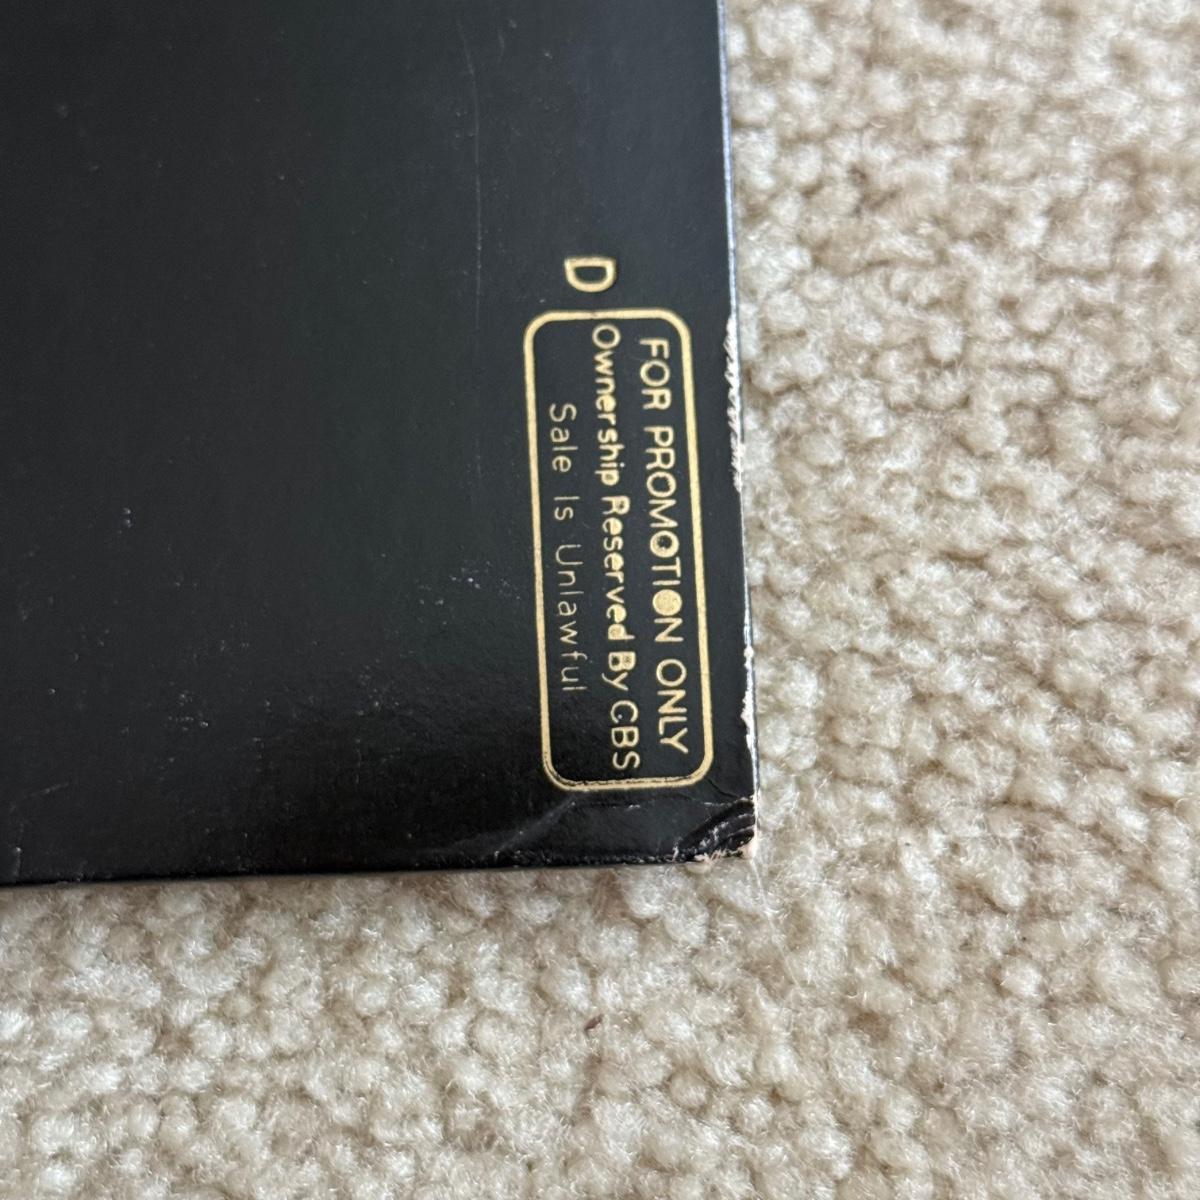 D
FOR PROMOTION ONLY
Ownership Reserved By CBS
Sale Is Unlawful